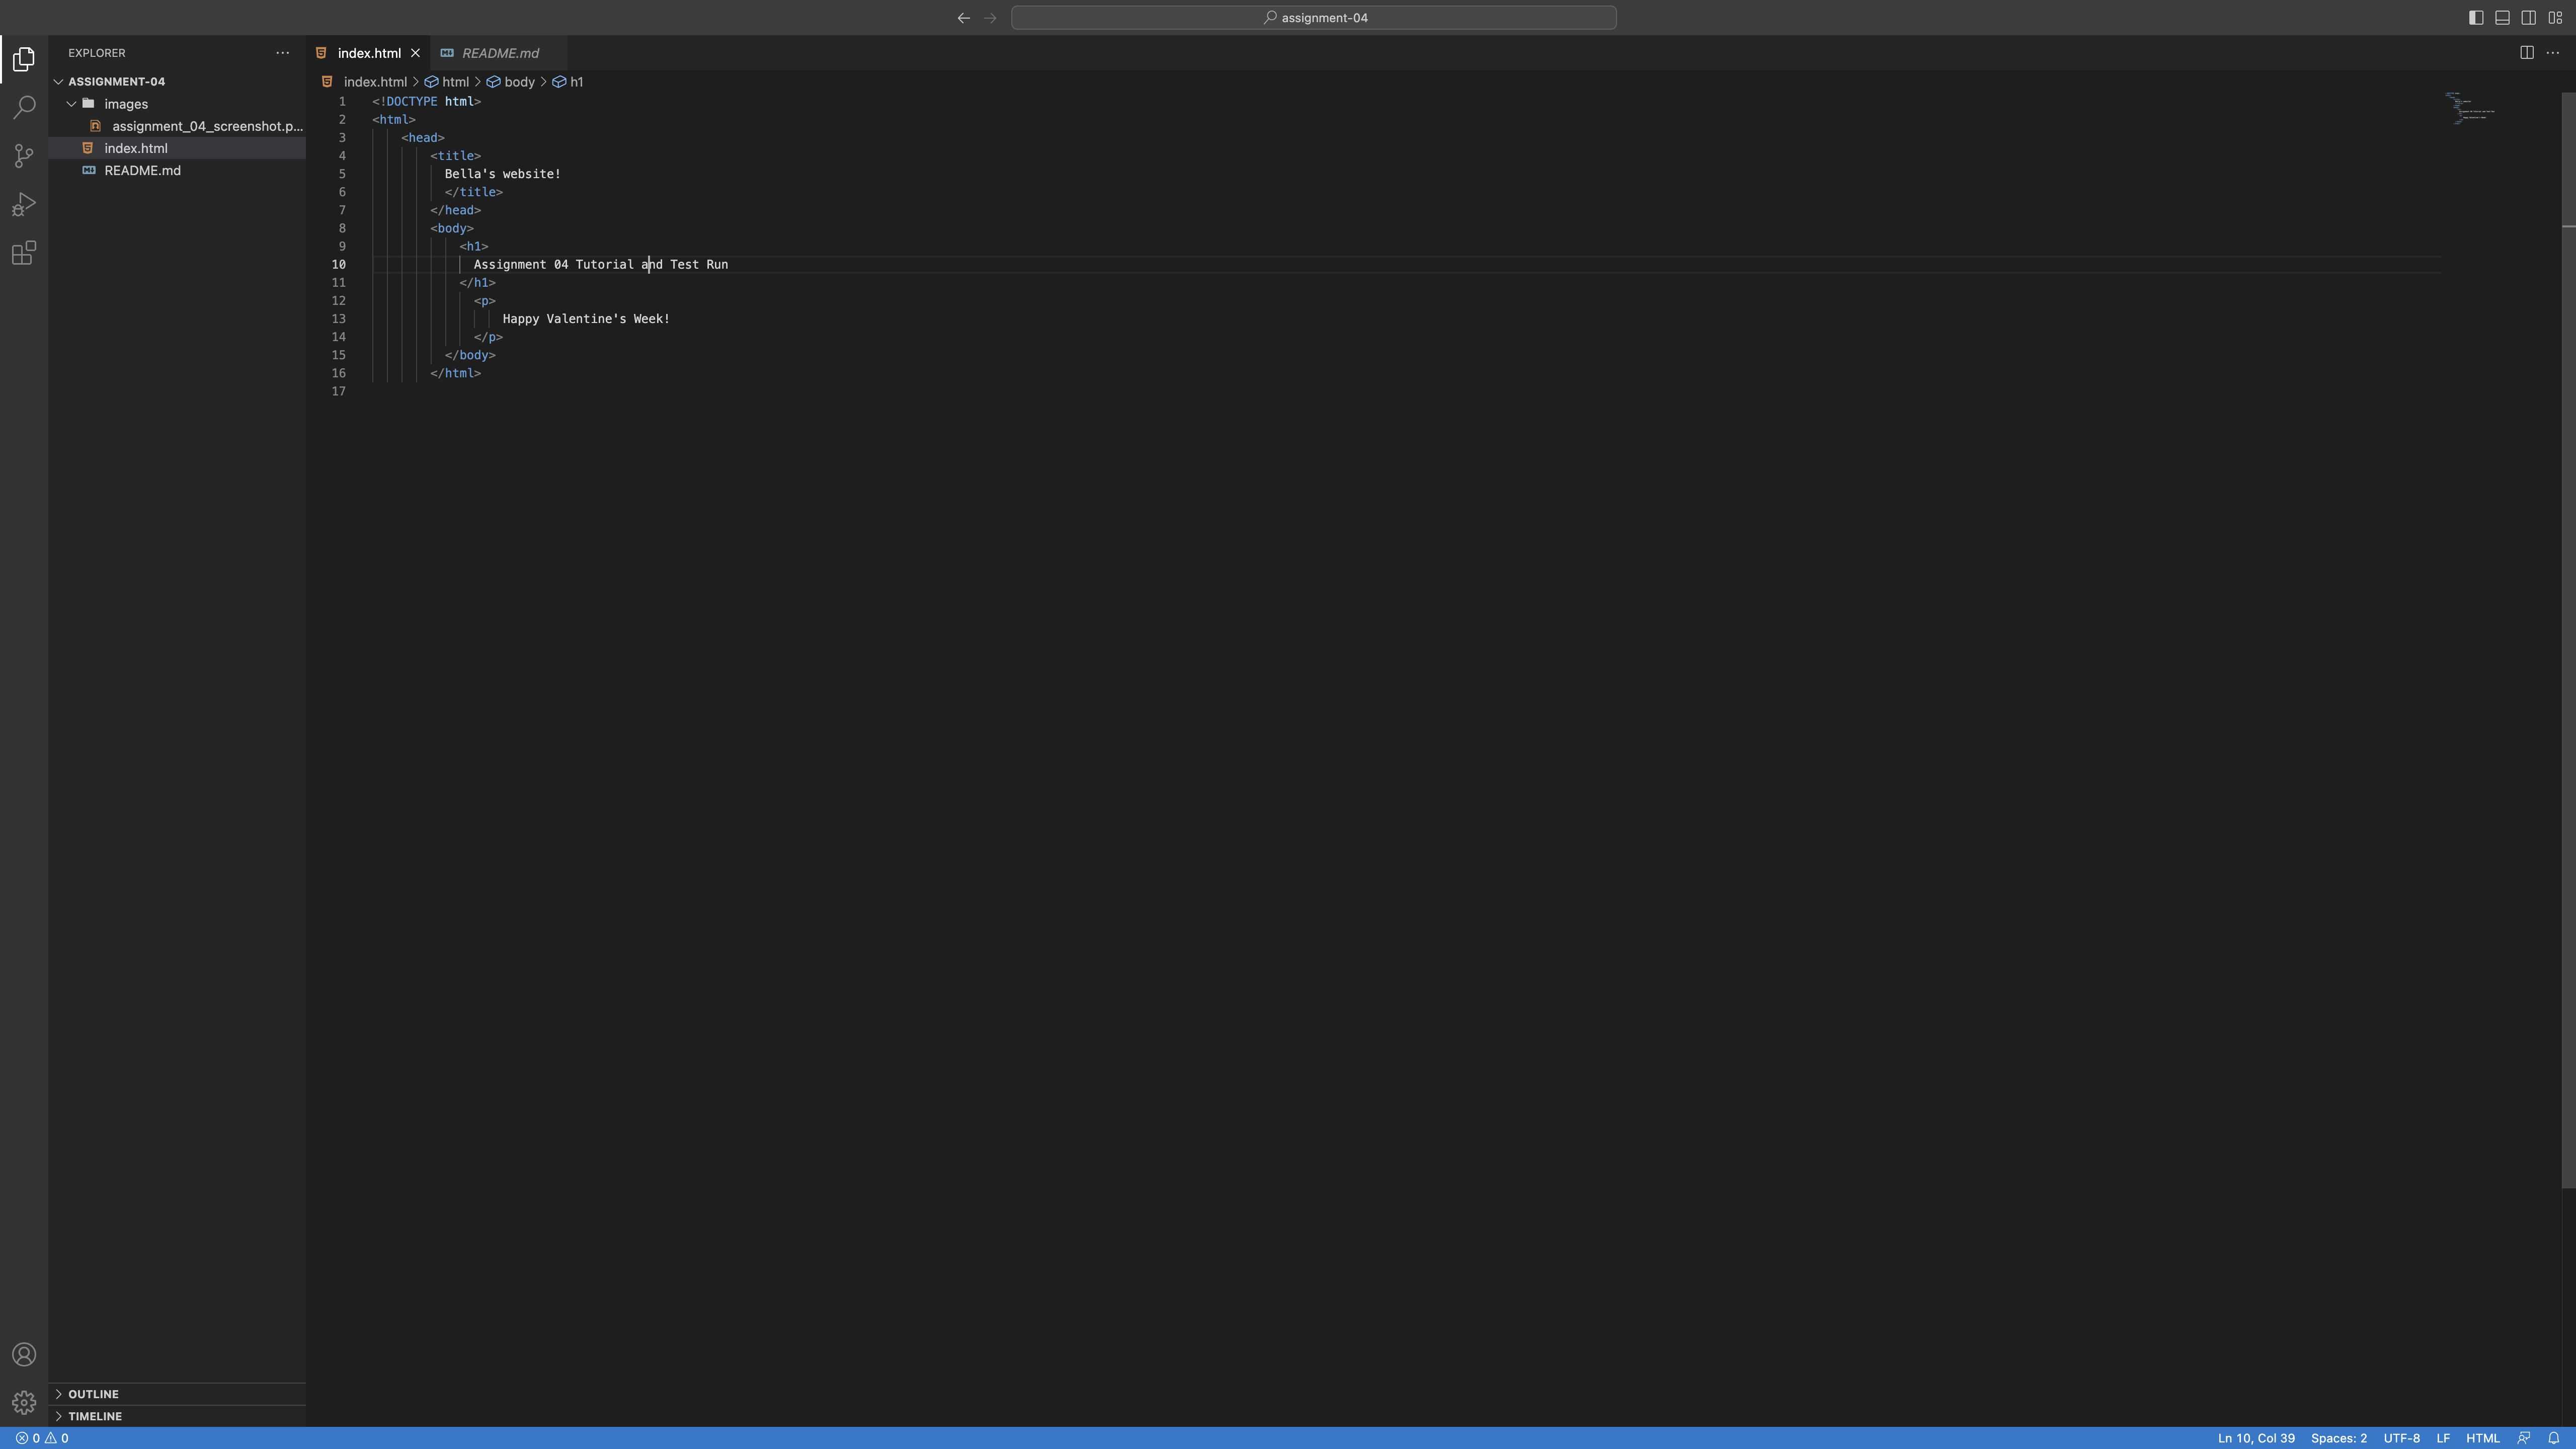 assignment-04
EXPLORER
ASSIGNMENT-04
images
assignment_04_screenshot.p...
index.html
README.md
OUTLINE
TIMELINE
index.html
README.md
index.html > html > body > h1
1 <!DOCTYPE html>
2 <html>
3 <head>
4 <title>
5 Bella's website!
6 </title>
7 </head>
8 <body>
9 <h1>
10 Assignment 04 Tutorial and Test Run
11 </h1>
12 <p>
13 Happy Valentine's Week!
14 </p>
15 </body>
16 </html>
17
0 0
Ln 10, Col 39 Spaces: 2 UTF-8 LF HTML